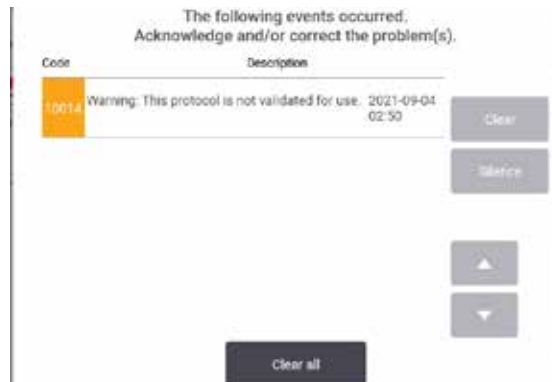 The following events occurred.
Acknowledge and/or correct the problem(s).
Code Description
10014 Warning: This protocol is not validated for use. 2021-09-04
02:50
Clear
Silence
Clear all